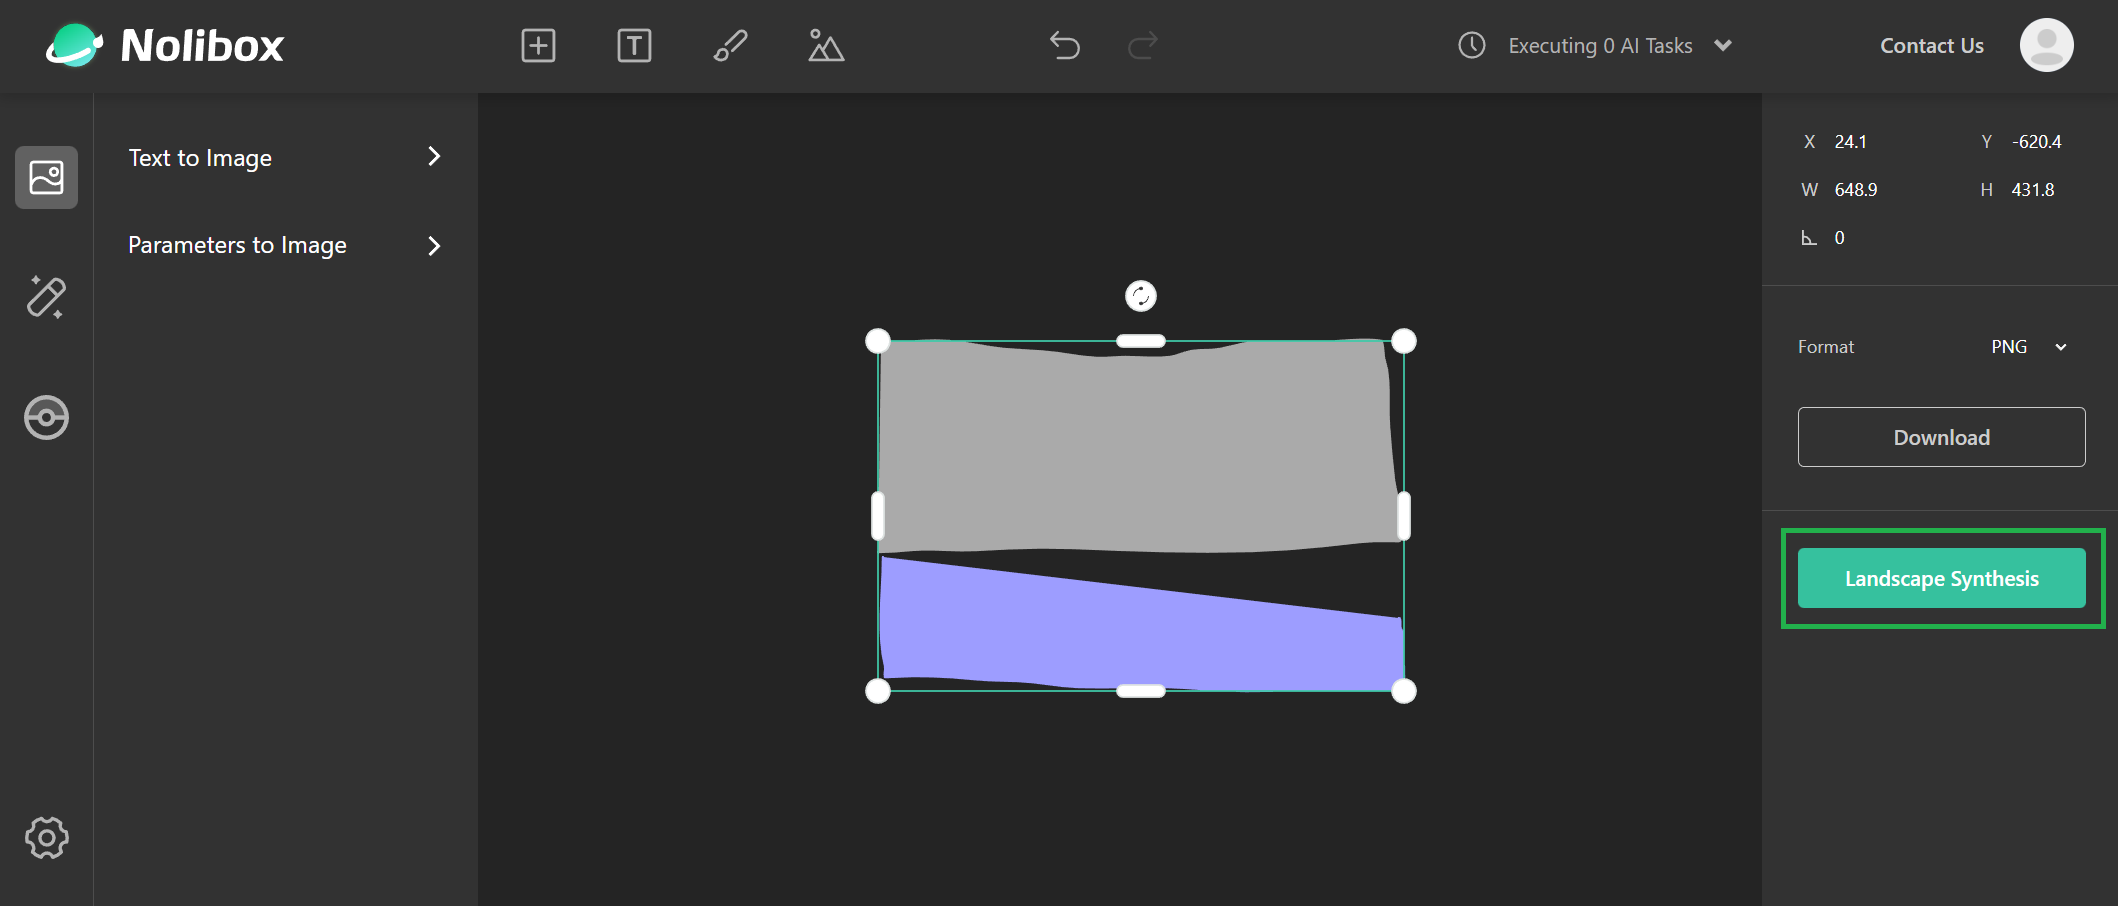 Nolibox
T
Executing 0 AI Tasks
Contact Us
Text to Image
Parameters to Image
X 24.1 Y -620.4
W 648.9 H 431.8
0
Format PNG
Download
Landscape Synthesis